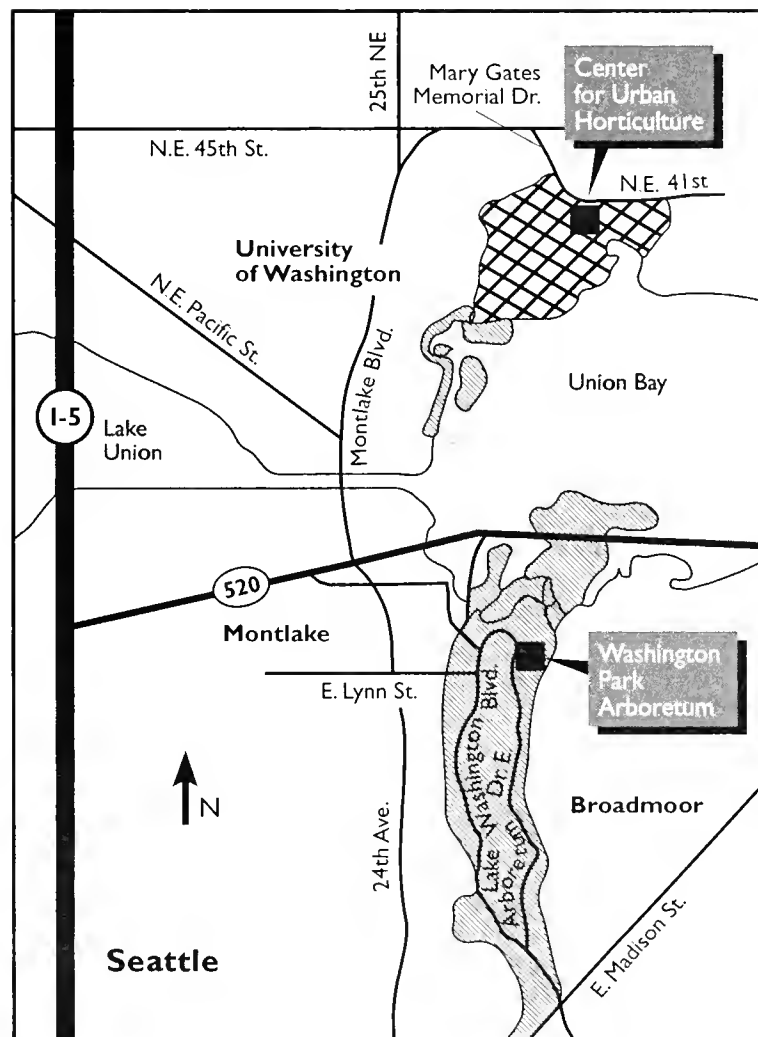 25th NE
Mary Gates
Memorial Dr.
Center
for Urban
Horticulture
N.E. 45th St.
N.E. 41st
University
of Washington
N.E. Pacific St.
Montlake Blvd.
Union Bay
I-5
Lake
Union
520
Montlake
Washington
Park
Arboretum
E. Lynn St.
Lake Washington Blvd.
Arboretum Dr. E.
N
Broadmoor
24th Ave.
E. Madison St.
Seattle